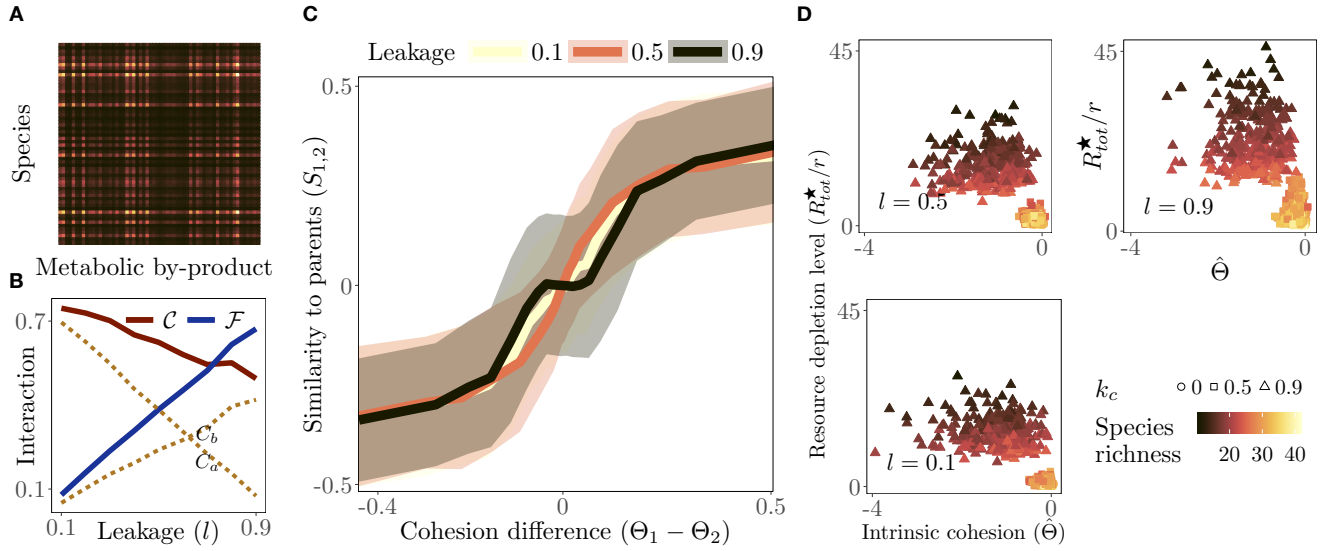 A
Species
Metabolic by-product
B
Interaction
0.7
0.1
C F
C_b
C_a
0.1 0.9
Leakage (l)
C
Leakage 0.1 0.5 0.9
Similarity to parents (S_{1,2})
0.5
0
-0.5
-0.4 0 0.5
Cohesion difference (Θ_1 − Θ_2)
D
Resource depletion level (R^★_{tot}/r)
45
0
l = 0.5
-4 0
R^★_{tot}/r
45
0
l = 0.9
-4 0
Θ̂
45
0
l = 0.1
-4 0
Intrinsic cohesion (Θ̂)
k_c ○ 0 □ 0.5 △ 0.9
Species
richness
20 30 40